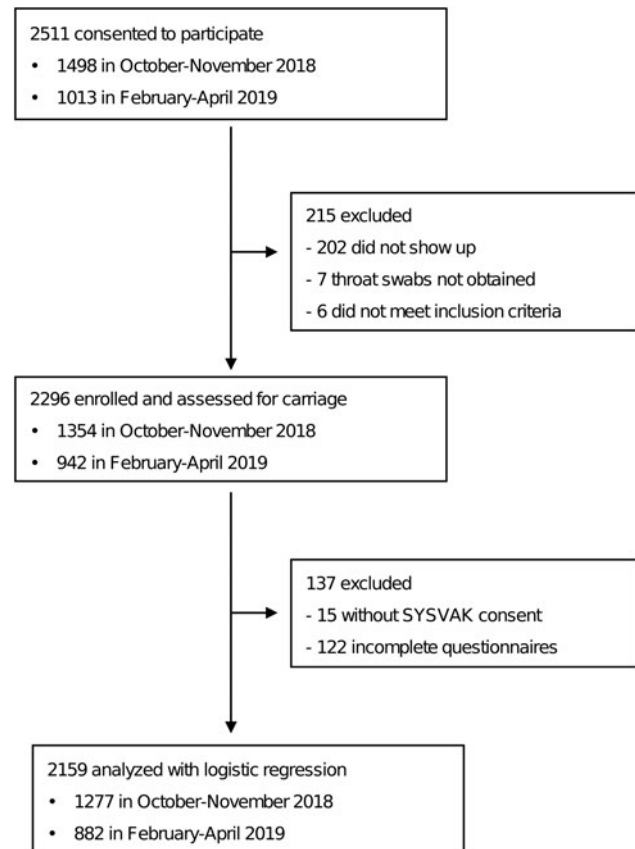 2511 consented to participate
• 1498 in October-November 2018
• 1013 in February-April 2019
215 excluded
- 202 did not show up
- 7 throat swabs not obtained
- 6 did not meet inclusion criteria
2296 enrolled and assessed for carriage
• 1354 in October-November 2018
• 942 in February-April 2019
137 excluded
- 15 without SYSVAK consent
- 122 incomplete questionnaires
2159 analyzed with logistic regression
• 1277 in October-November 2018
• 882 in February-April 2019